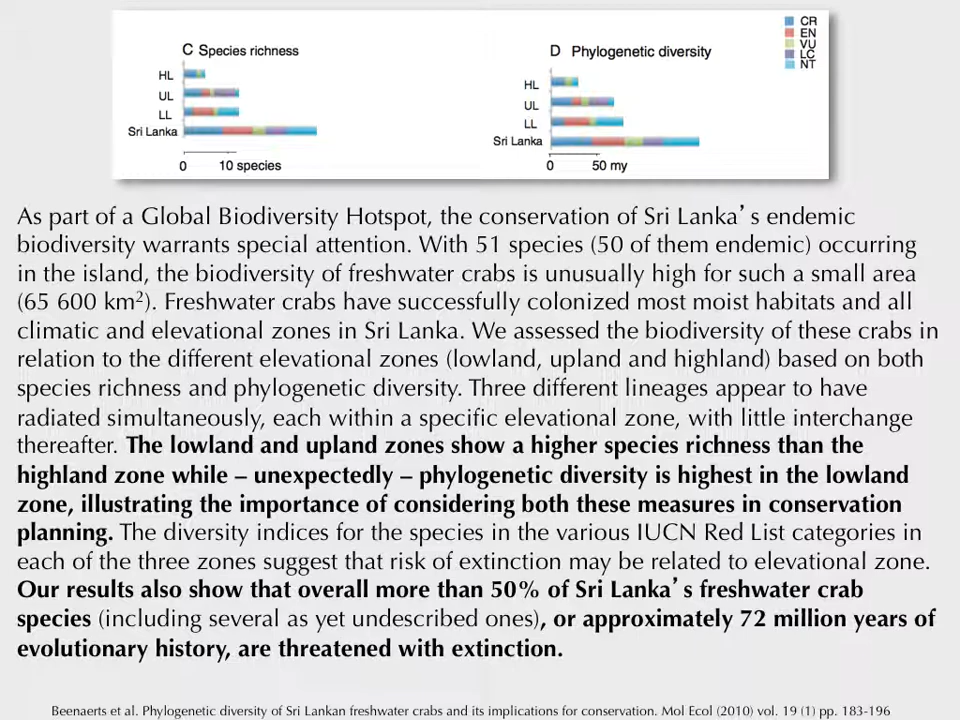 C Species richness
HL
UL
LL
Sri Lanka
0 10 species
D Phylogenetic diversity
HL
UL
LL
Sri Lanka
0 50 my
CR
EN
VU
LC
NT
As part of a Global Biodiversity Hotspot, the conservation of Sri Lanka’s endemic
biodiversity warrants special attention. With 51 species (50 of them endemic) occurring
in the island, the biodiversity of freshwater crabs is unusually high for such a small area
(65 600 km²). Freshwater crabs have successfully colonized most moist habitats and all
climatic and elevational zones in Sri Lanka. We assessed the biodiversity of these crabs in
relation to the different elevational zones (lowland, upland and highland) based on both
species richness and phylogenetic diversity. Three different lineages appear to have
radiated simultaneously, each within a specific elevational zone, with little interchange
thereafter. The lowland and upland zones show a higher species richness than the
highland zone while – unexpectedly – phylogenetic diversity is highest in the lowland
zone, illustrating the importance of considering both these measures in conservation
planning. The diversity indices for the species in the various IUCN Red List categories in
each of the three zones suggest that risk of extinction may be related to elevational zone.
Our results also show that overall more than 50% of Sri Lanka’s freshwater crab
species (including several as yet undescribed ones), or approximately 72 million years of
evolutionary history, are threatened with extinction.
Beenaerts et al. Phylogenetic diversity of Sri Lankan freshwater crabs and its implications for conservation. Mol Ecol (2010) vol. 19 (1) pp. 183-196